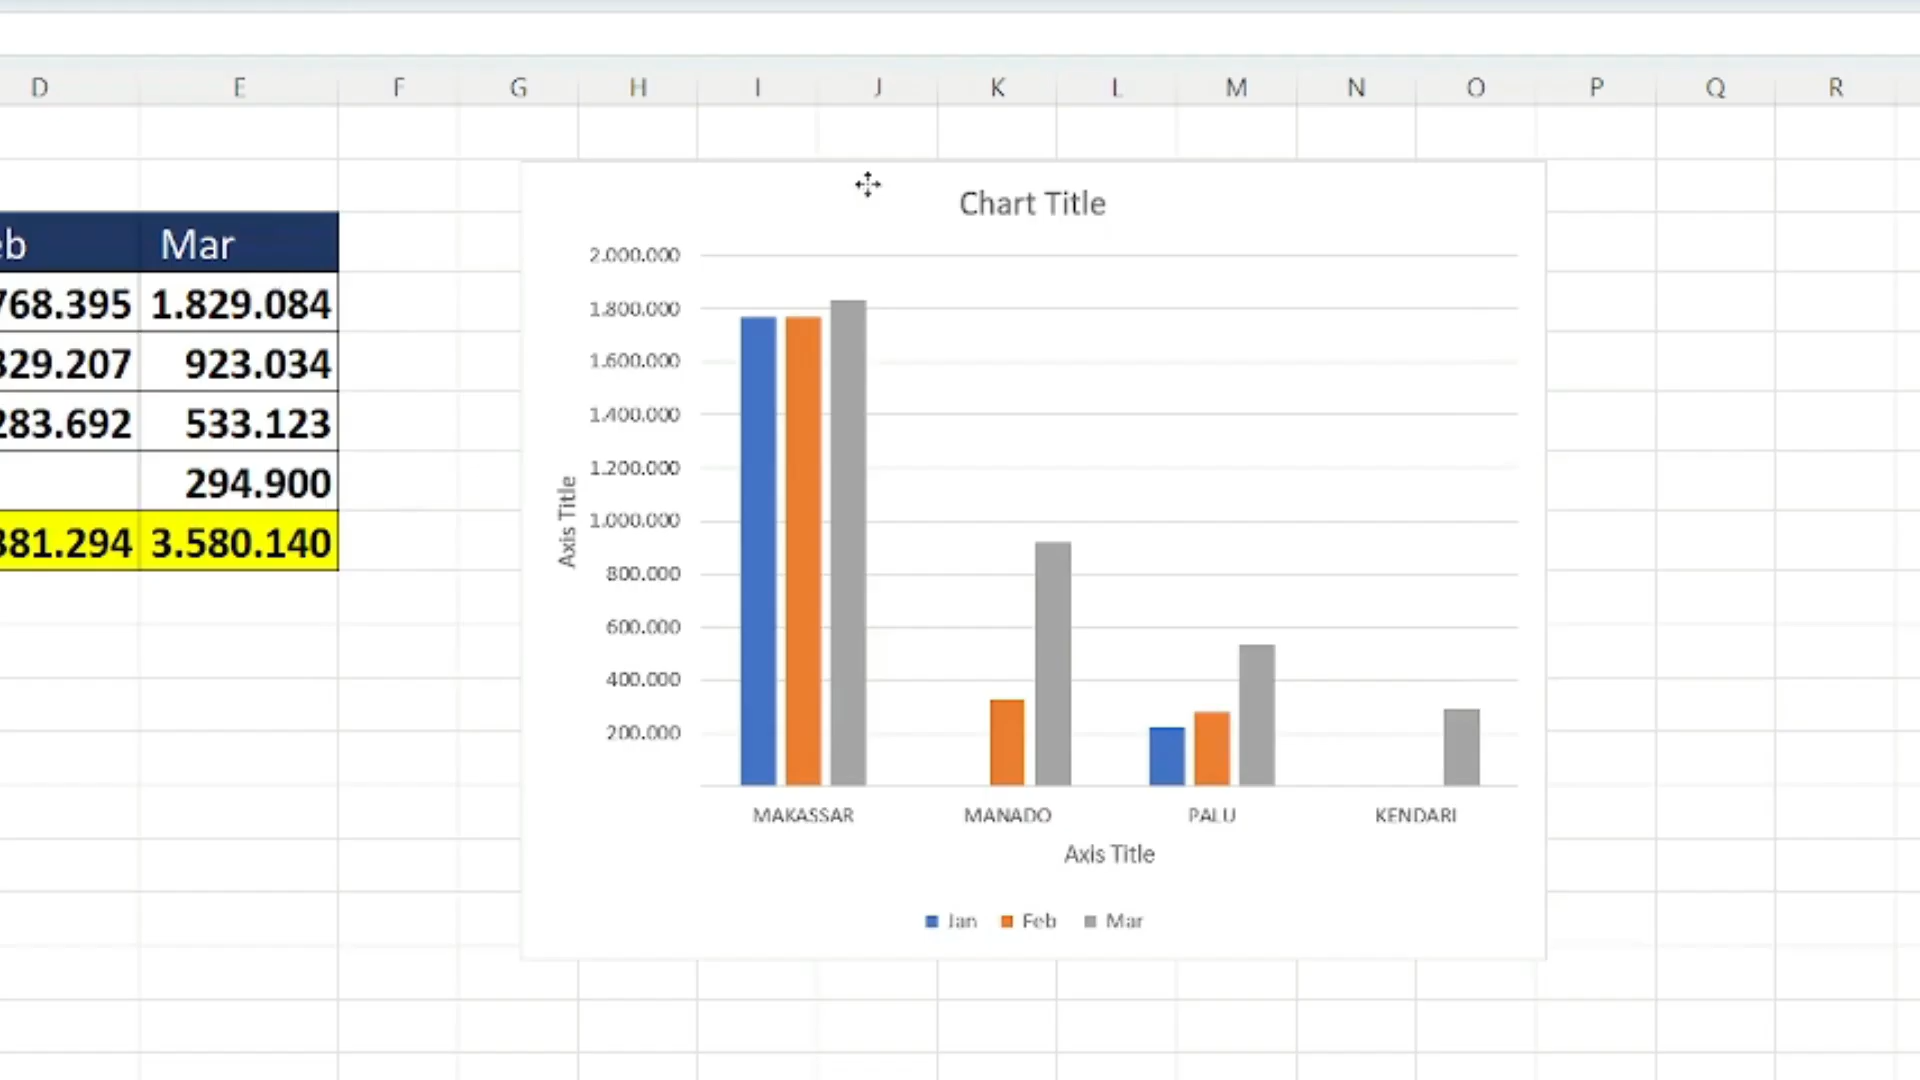 D E F G H I J K L M N O P Q R
Mar
768.395 1.829.084
329.207 923.034
283.692 533.123
294.900
381.294 3.580.140
Chart Title
2.000.000
1.800.000
1.600.000
1.400.000
1.200.000
1.000.000
800.000
600.000
400.000
200.000
Axis Title
MAKASSAR MANADO PALU KENDARI
Axis Title
Jan Feb Mar